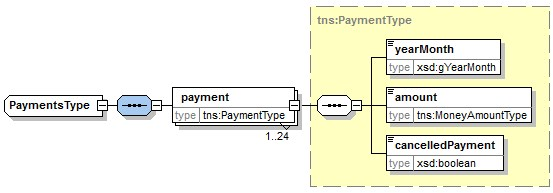 tns:PaymentType
yearMonth
type xsd:gYearMonth
PaymentsType
payment
type tns:PaymentType
1..24
amount
type tns:MoneyAmountType
cancelledPayment
type xsd:boolean